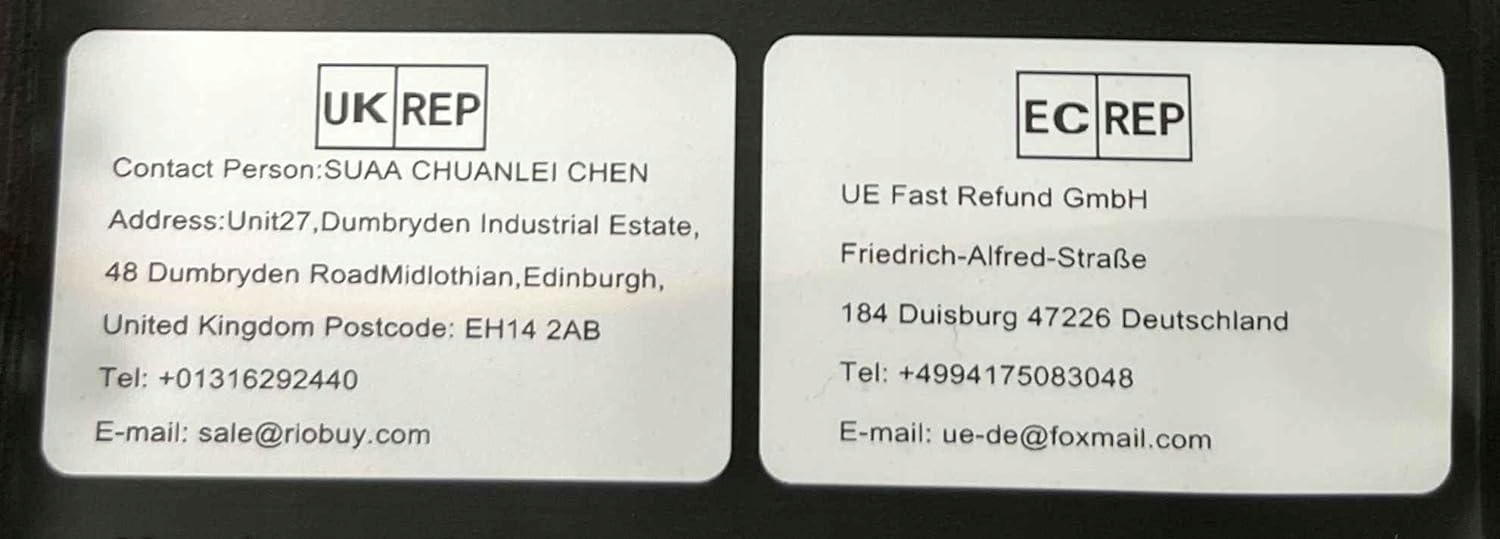 UK REP
Contact Person:SUAA CHUANLEI CHEN
Address:Unit27,Dumbryden Industrial Estate,
48 Dumbryden RoadMidlothian,Edinburgh,
United Kingdom Postcode: EH14 2AB
Tel: +01316292440
E-mail: sale@riobuy.com
EC REP
UE Fast Refund GmbH
Friedrich-Alfred-Straße
184 Duisburg 47226 Deutschland
Tel: +4994175083048
E-mail: ue-de@foxmail.com